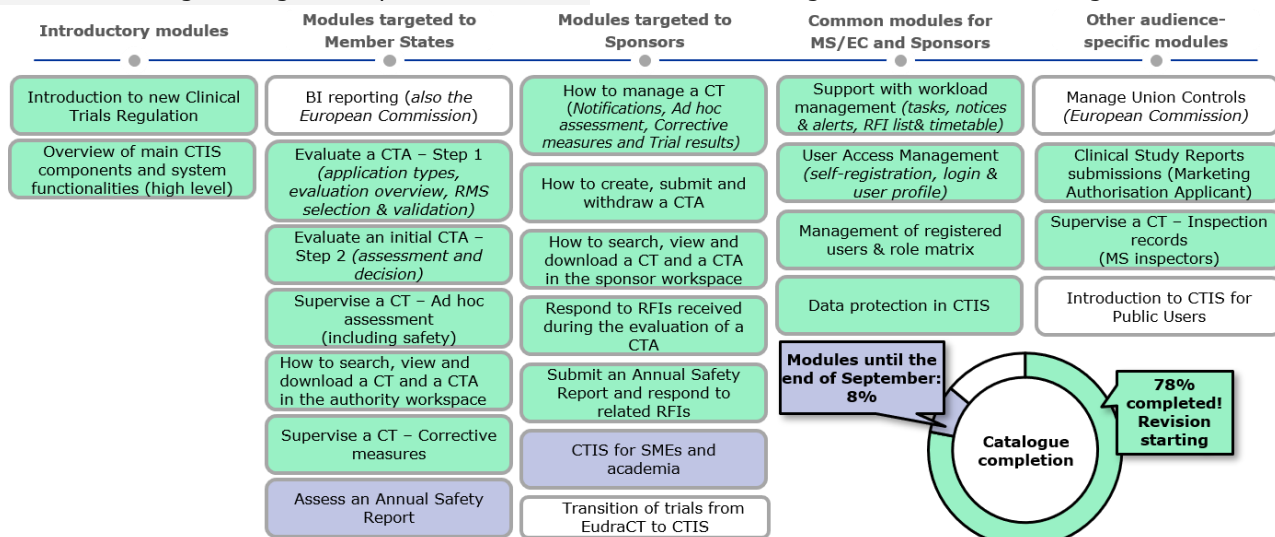 Introductory modules
Modules targeted to
Member States
Modules targeted to
Sponsors
Common modules for
MS/EC and Sponsors
Other audience-
specific modules
Introduction to new Clinical
Trials Regulation
Overview of main CTIS
components and system
functionalities (high level)
BI reporting (also the
European Commission)
Evaluate a CTA – Step 1
(application types,
evaluation overview, RMS
selection & validation)
Evaluate an initial CTA –
Step 2 (assessment and
decision)
Supervise a CT – Ad hoc
assessment
(including safety)
How to search, view and
download a CT and a CTA
in the authority workspace
Supervise a CT – Corrective
measures
Assess an Annual Safety
Report
How to manage a CT
(Notifications, Ad hoc
assessment, Corrective
measures and Trial results)
How to create, submit and
withdraw a CTA
How to search, view and
download a CT and a CTA
in the sponsor workspace
Respond to RFIs received
during the evaluation of a
CTA
Submit an Annual Safety
Report and respond to
related RFIs
CTIS for SMEs and
academia
Transition of trials from
EudraCT to CTIS
Support with workload
management (tasks, notices
& alerts, RFI list& timetable)
User Access Management
(self-registration, login &
user profile)
Management of registered
users & role matrix
Data protection in CTIS
Manage Union Controls
(European Commission)
Clinical Study Reports
submissions (Marketing
Authorisation Applicant)
Supervise a CT – Inspection
records
(MS inspectors)
Introduction to CTIS for
Public Users
Modules until the
end of September:
8%
78%
completed!
Revision
starting
Catalogue
completion